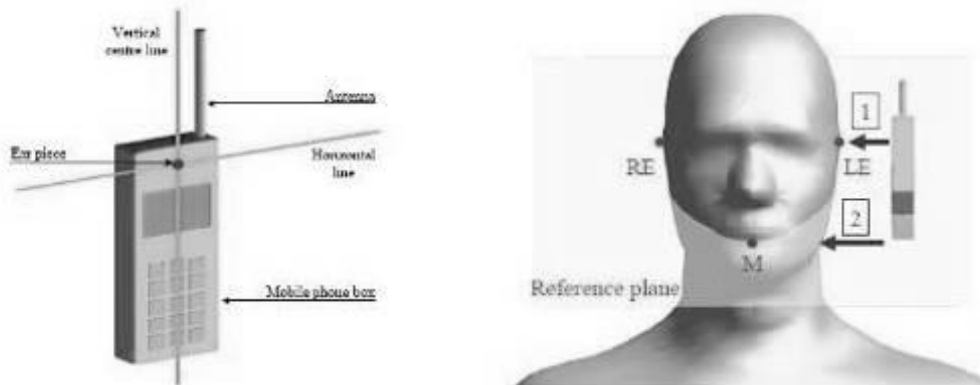 Vertical
centre line
Antenna
Ear piece
Horizontal
line
Mobile phone box
1
RE
LE
2
M
Reference plane